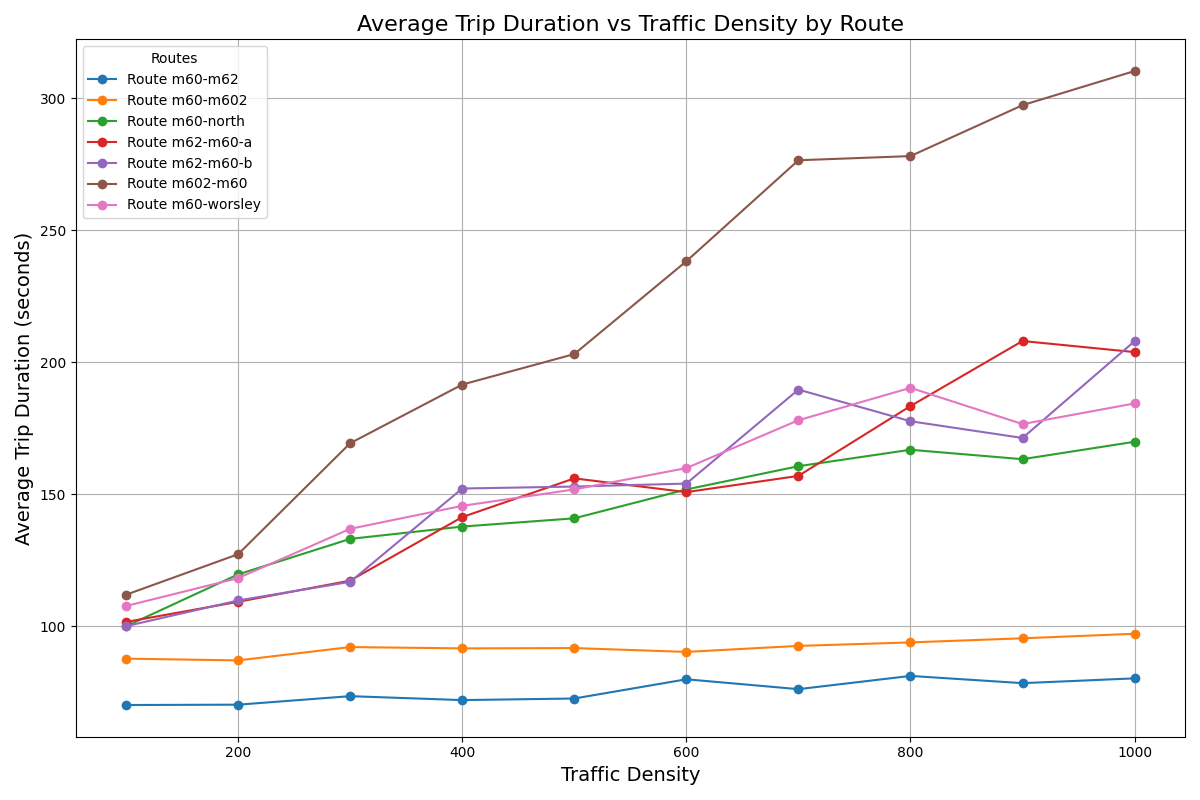 Average Trip Duration vs Traffic Density by Route
Routes
Route m60-m62
Route m60-m602
Route m60-north
Route m62-m60-a
Route m62-m60-b
Route m602-m60
Route m60-worsley
Average Trip Duration (seconds)
300
250
200
150
100
200
400
600
800
1000
Traffic Density